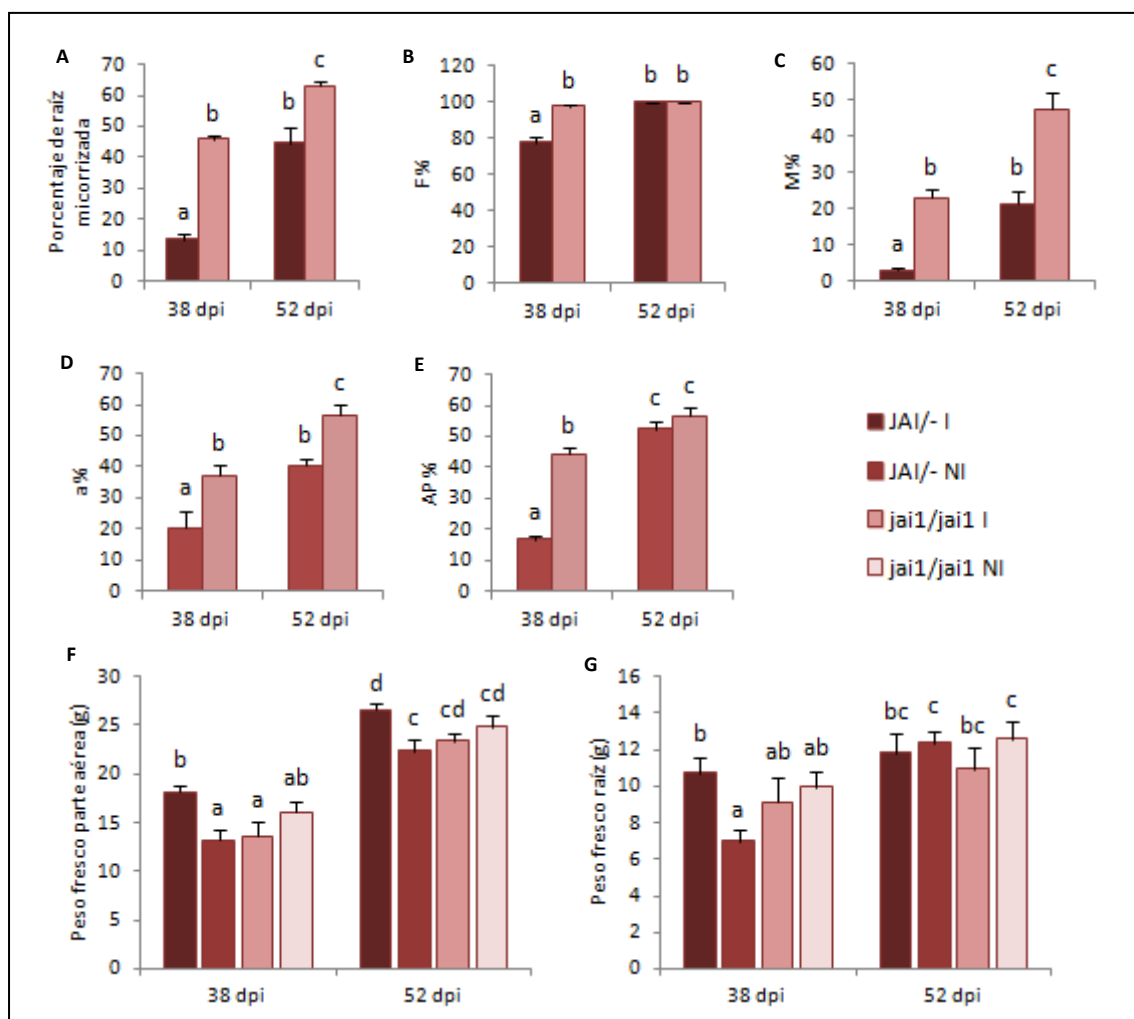 A
Porcentaje de raíz
micorrizada
70
60
50
40
30
20
10
0
a
b
b
c
38 dpi
52 dpi
B
F%
120
100
80
60
40
20
0
a
b
b
b
38 dpi
52 dpi
C
M%
60
50
40
30
20
10
0
a
b
b
c
38 dpi
52 dpi
D
a%
70
60
50
40
30
20
10
0
a
b
b
c
38 dpi
52 dpi
E
AP %
70
60
50
40
30
20
10
0
a
b
c
c
38 dpi
52 dpi
JAI/- I
JAI/- NI
jai1/jai1 I
jai1/jai1 NI
F
Peso fresco parte aérea(g)
30
25
20
15
10
5
0
b
a
a
ab
d
c
cd
cd
38 dpi
52 dpi
G
Peso fresco raíz (g)
16
14
12
10
8
6
4
2
0
b
a
ab
ab
bc
c
bc
c
38 dpi
52 dpi